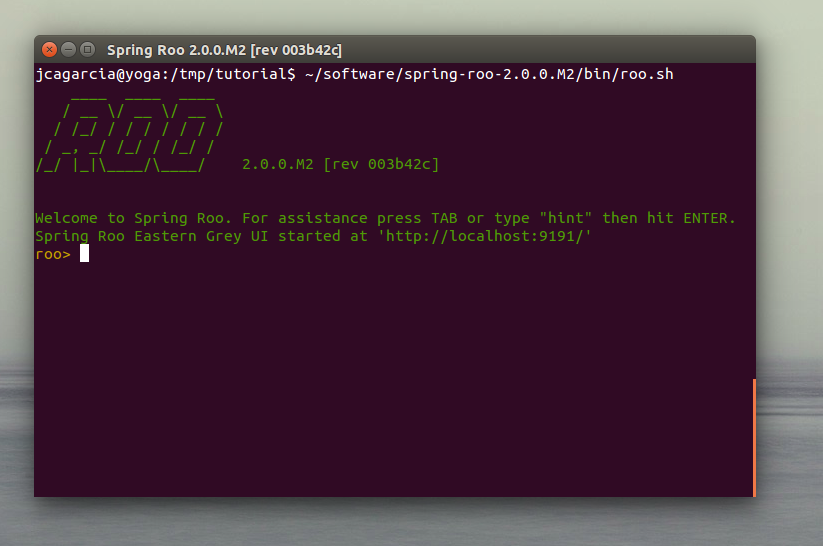 Spring Roo 2.0.0.M2 [rev 003b42c]
jcagarcia@yoga:/tmp/tutorial$ ~/software/spring-roo-2.0.0.M2/bin/roo.sh
    ____  ____  ____
   / __ \/ __ \/ __ \
  / /_/ / / / / / / /
 / _, _/ /_/ / /_/ /
/_/ |_|\____/\____/    2.0.0.M2 [rev 003b42c]
Welcome to Spring Roo. For assistance press TAB or type "hint" then hit ENTER.
Spring Roo Eastern Grey UI started at 'http://localhost:9191/'
roo>